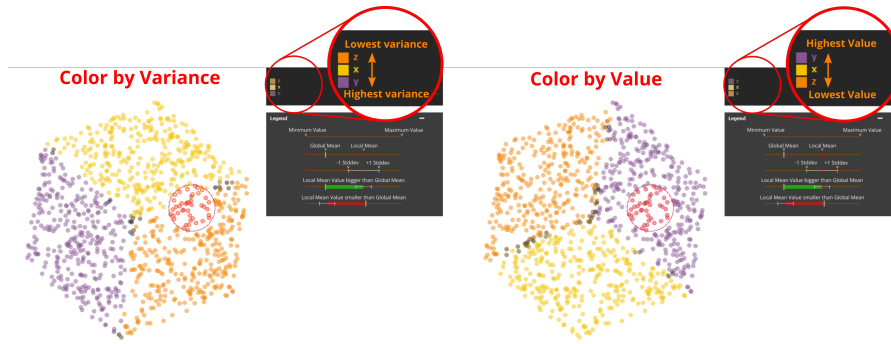 Color by Variance
Lowest variance
z
x
y
Highest variance
z
x
y
Legend
Minimum Value Maximum Value
Global Mean Local Mean
-1 Stddev +1 Stddev
Local Mean Value bigger than Global Mean
Local Mean Value smaller than Global Mean
Color by Value
Highest Value
y
x
z
Lowest Value
y
x
z
Legend
Minimum Value Maximum Value
Global Mean Local Mean
-1 Stddev +1 Stddev
Local Mean Value bigger than Global Mean
Local Mean Value smaller than Global Mean